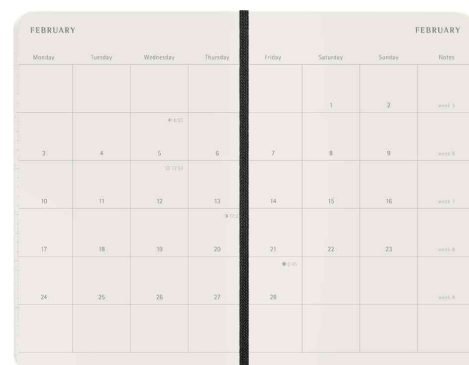 FEBRUARY FEBRUARY
Monday Tuesday Wednesday Thursday Friday Saturday Sunday Notes
1 2 week 5
3 4 5 6 7 8 9 week 6
10 11 12 13 14 15 16 week 7
17 18 19 20 21 22 23 week 8
24 25 26 27 28 week 9